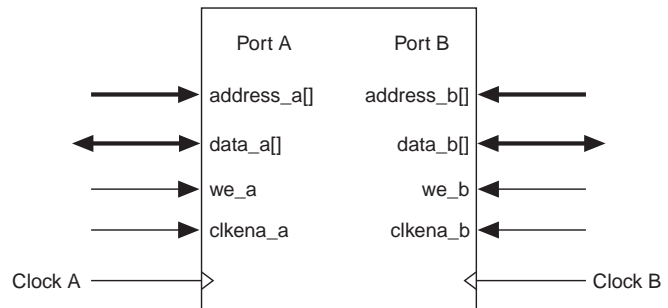 Port A Port B
address_a[] address_b[]
data_a[] data_b[]
we_a we_b
clkena_a clkena_b
Clock A Clock B